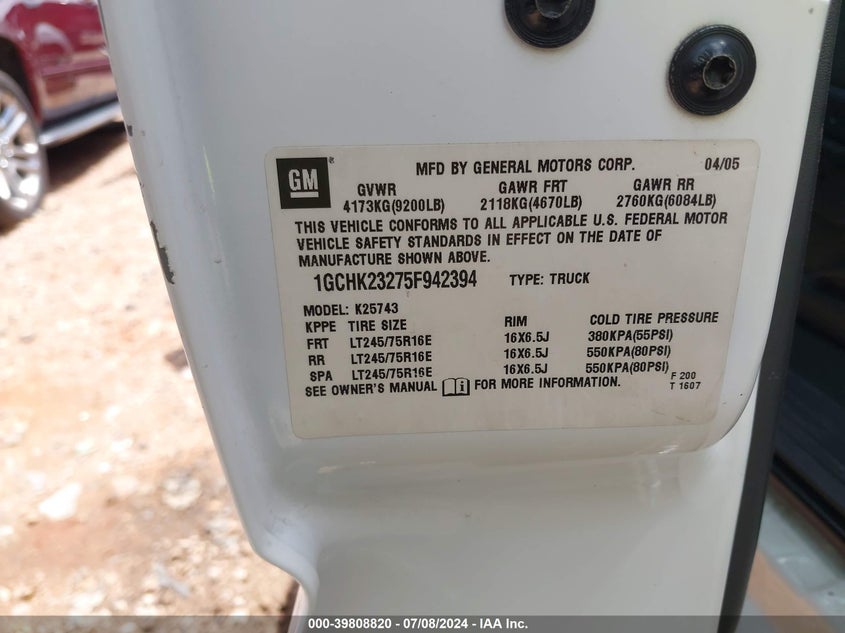 GM ® MFD BY GENERAL MOTORS CORP. 04/05
GVWR GAWR FRT GAWR RR
4173KG(9200LB) 2118KG(4670LB) 2760KG(6084LB)
THIS VEHICLE CONFORMS TO ALL APPLICABLE U.S. FEDERAL MOTOR
VEHICLE SAFETY STANDARDS IN EFFECT ON THE DATE OF
MANUFACTURE SHOWN ABOVE.
1GCHK23275F942394 TYPE: TRUCK
MODEL: K25743
KPPE TIRE SIZE RIM COLD TIRE PRESSURE
FRT LT245/75R16E 16X6.5J 380KPA(55PSI)
RR LT245/75R16E 16X6.5J 550KPA(80PSI)
SPA LT245/75R16E 16X6.5J 550KPA(80PSI)
SEE OWNER'S MANUAL i FOR MORE INFORMATION.
F 200
T 1607
000-39808820 - 07/08/2024 - IAA Inc.